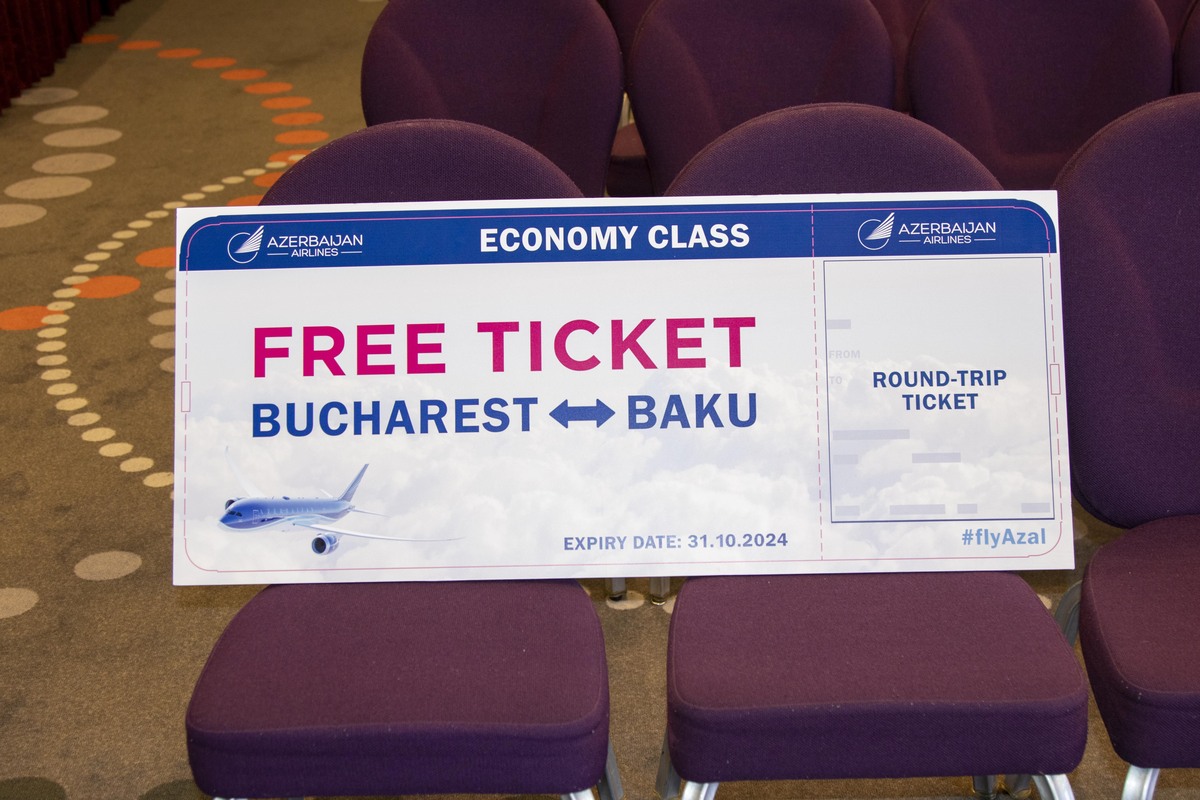 AZERBAIJAN
AIRLINES
ECONOMY CLASS
AZERBAIJAN
AIRLINES
FREE TICKET
BUCHAREST ↔ BAKU
FROM
TO
ROUND-TRIP
TICKET
EXPIRY DATE: 31.10.2024
#flyAzal